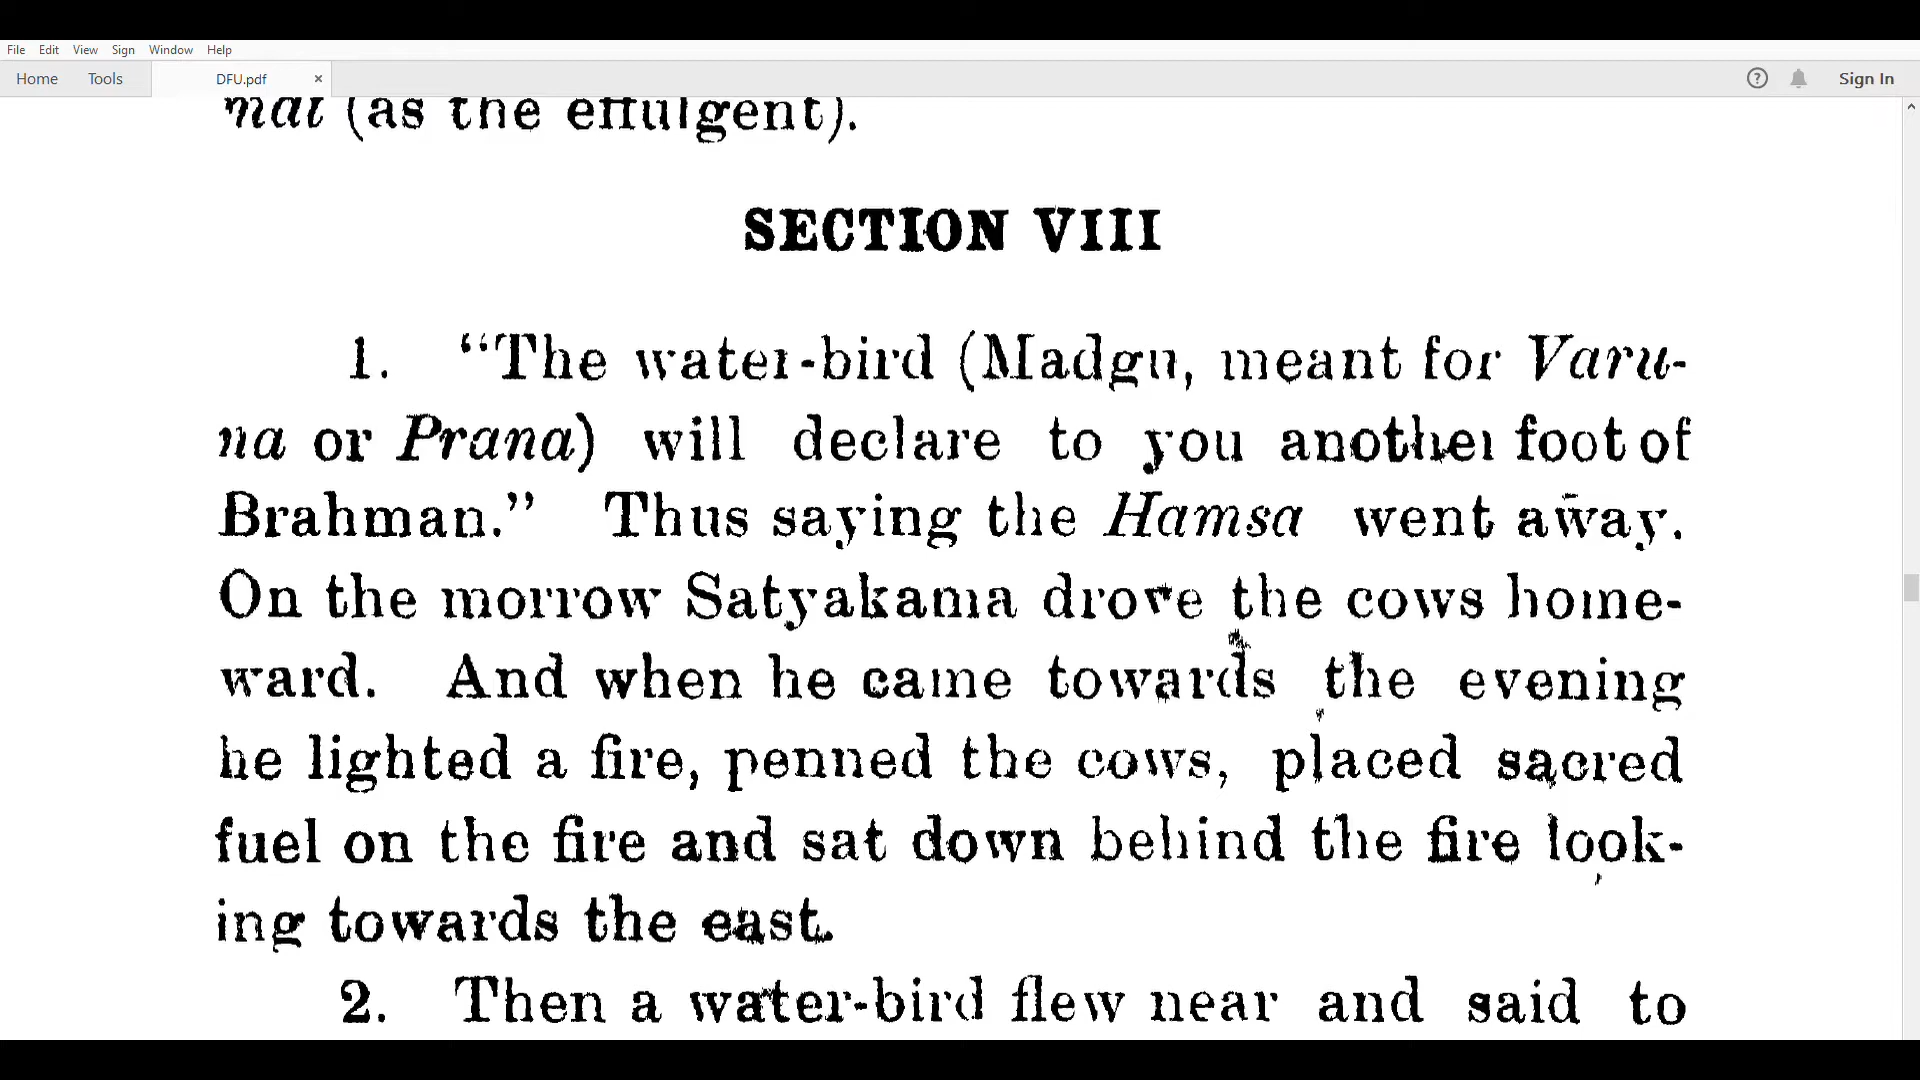 File Edit View Sign Window Help
Home Tools DFU.pdf × Sign In
mat (as the effulgent).
SECTION VIII
1. “The water-bird (Madgu, meant for Varu-
na or Prana) will declare to you another foot of
Brahman.” Thus saying the Hamsa went away.
On the morrow Satyakama drove the cows home-
ward. And when he came towards the evening
he lighted a fire, penned the cows, placed sacred
fuel on the fire and sat down behind the fire look-
ing towards the east.
2. Then a water-bird flew near and said to